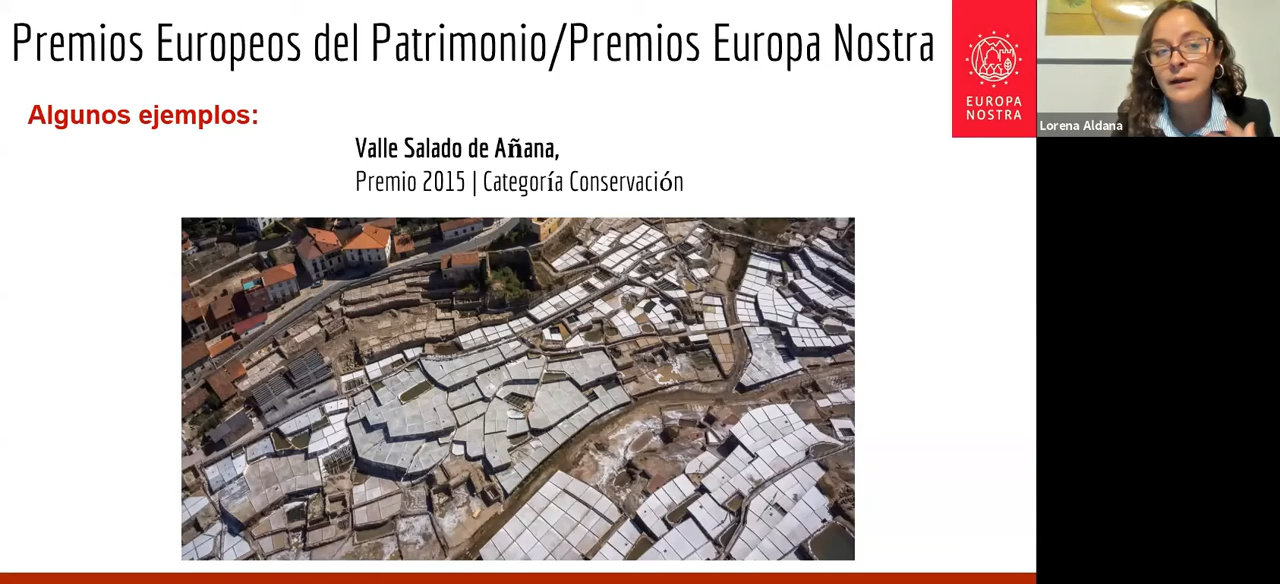 Premios Europeos del Patrimonio/Premios Europa Nostra
EUROPA
NOSTRA
Lorena Aldana
Algunos ejemplos:
Valle Salado de Añana,
Premio 2015 | Categoría Conservación